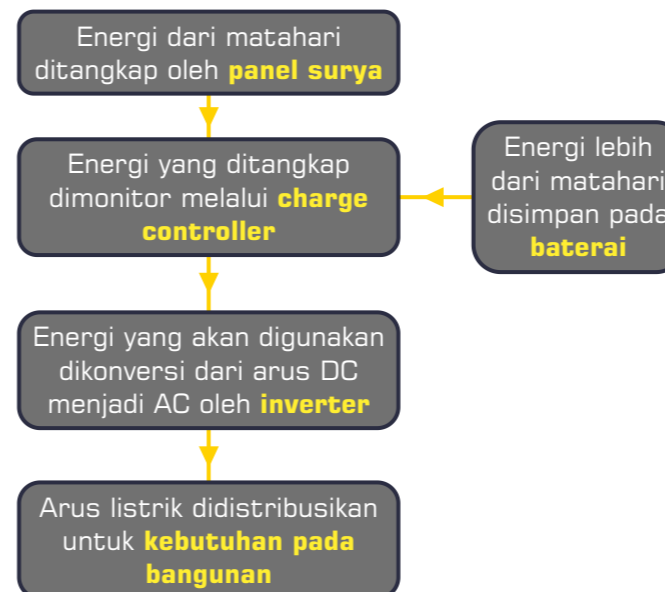 Energi dari matahari
ditangkap oleh panel surya
Energi yang ditangkap
dimonitor melalui charge
controller
Energi lebih
dari matahari
disimpan pada
baterai
Energi yang akan digunakan
dikonversi dari arus DC
menjadi AC oleh inverter
Arus listrik didistribusikan
untuk kebutuhan pada
bangunan